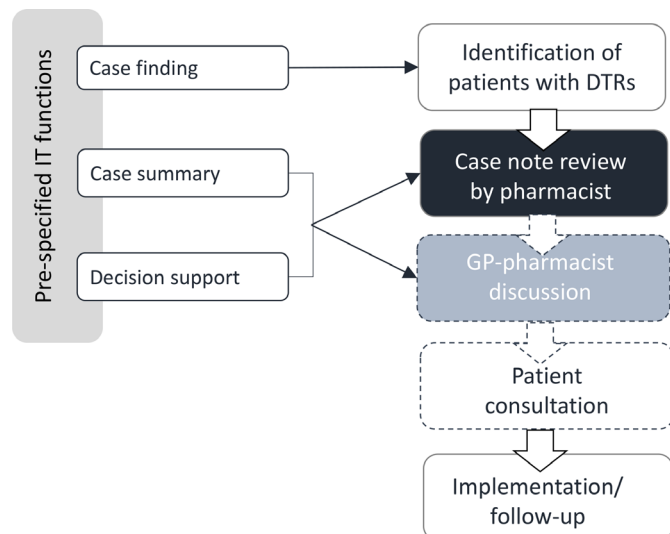 Pre-specified IT functions
Case finding
Case summary
Decision support
Identification of
patients with DTRs
Case note review
by pharmacist
GP-pharmacist
discussion
Patient
consultation
Implementation/
follow-up